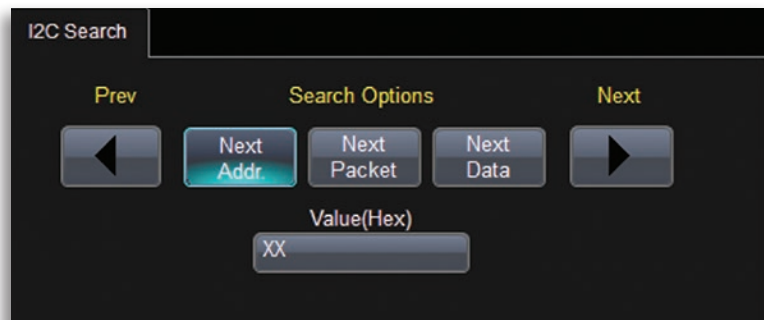 I2C Search
Prev Search Options Next
Next Addr. Next Packet Next Data
Value(Hex)
XX